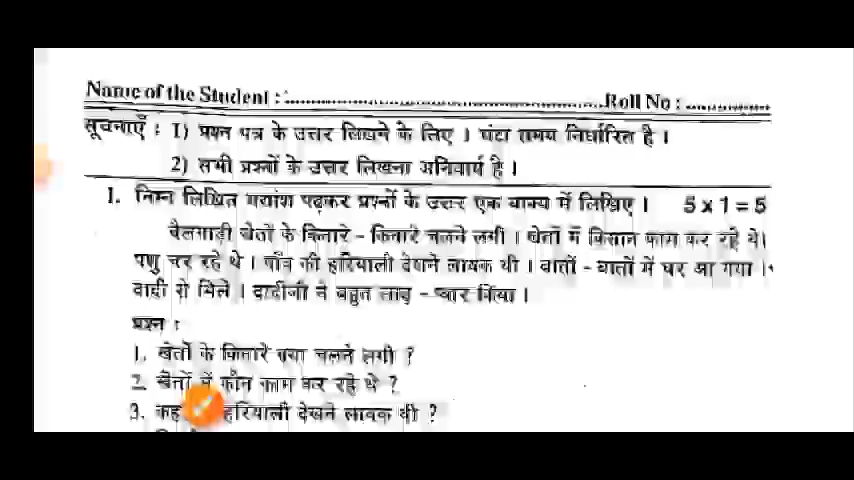 Name of the Student : ........................................ Roll No : ................
सूचनाएँ : 1) प्रश्न पत्र के उत्तर लिखने के लिए 1 घंटा समय निर्धारित है ।
2) सभी प्रश्नों के उत्तर लिखना अनिवार्य है ।
1. निम्न लिखित गद्यांश पढ़कर प्रश्नों के उत्तर एक वाक्य में लिखिए । 5 x 1 = 5
बैलगाड़ी खेतों के किनारे - किनारे चलने लगी । खेतों में किसान काम कर रहे थे।
पशु चर रहे थे । गाँव की हरियाली देखने लायक थी । बातों - बातों में घर आ गया ।
दादी से मिले । दादीजी ने बहुत लाड़ - प्यार किया ।
प्रश्न :
1. खेतों के किनारे क्या चलने लगी ?
2. खेतों में कौन काम कर रहे थे ?
3. हरियाली देखने लायक थी ?